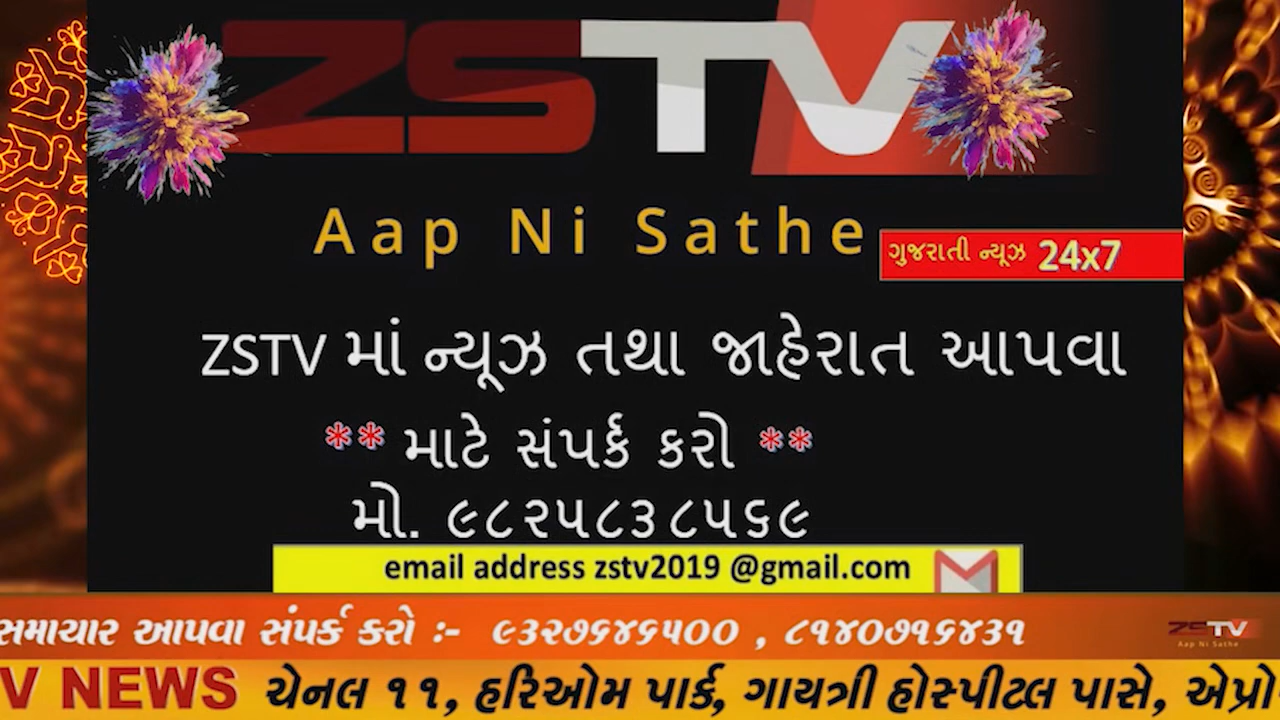 ZSTV
Aap Ni Sathe
ગુજરાતી ન્યૂઝ 24x7
ZSTV માં ન્યૂઝ તથા જાહેરાત આપવા
** માટે સંપર્ક કરો **
મો. ૯૮૨૫૮૩૮૫૬૯
email address zstv2019 @gmail.com
સમાચાર આપવા સંપર્ક કરો :- ૯૩૨૭૬૪૬૫૦૦ , ૮૧૪૦૭૧૬૪૩૧
ZSTV
Aap Ni Sathe
V NEWS ચેનલ ૧૧, હરિઓમ પાર્ક, ગાયત્રી હોસ્પીટલ પાસે, એપ્રો